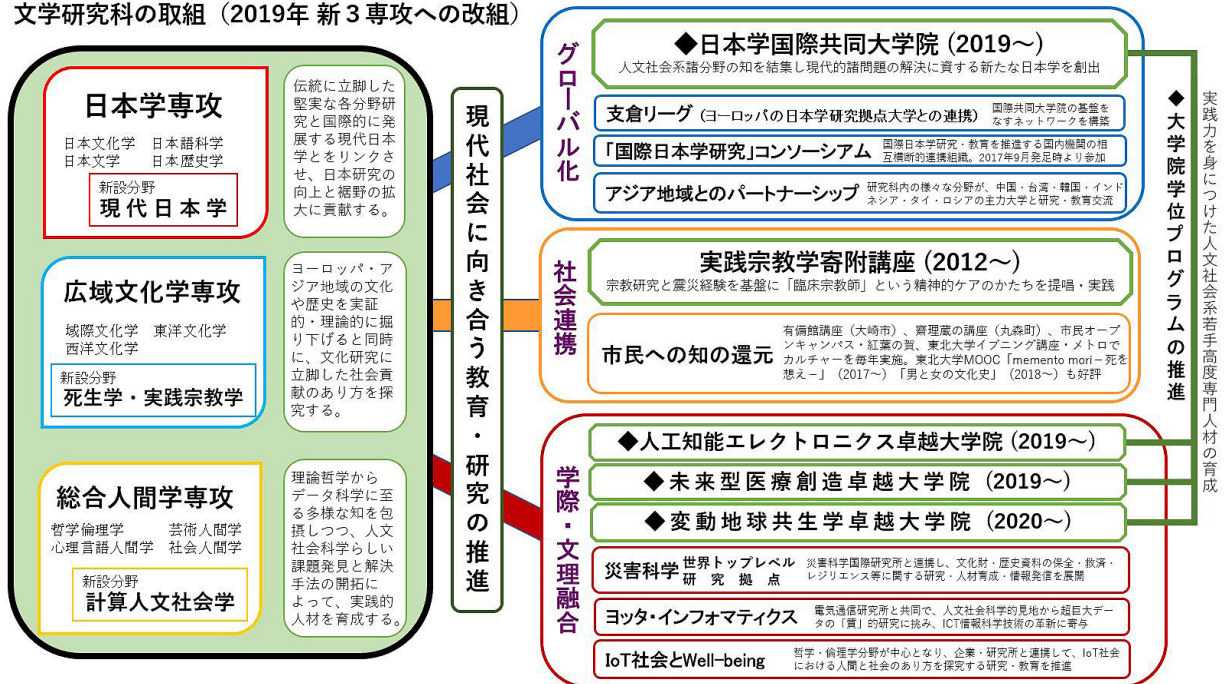 文学研究科の取組（2019年 新３専攻への改組）
日本学専攻
日本文化学　日本語科学
日本文学　日本歴史学
新設分野
現代日本学
伝統に立脚した
堅実な各分野研
究と国際的に発
展する現代日本
学とをリンクさ
せ、日本研究の
向上と裾野の拡
大に貢献する。
広域文化学専攻
域際文化学　東洋文化学
西洋文化学
新設分野
死生学・実践宗教学
ヨーロッパ・ア
ジア地域の文化
や歴史を実証
的・理論的に掘
り下げると同時
に、文化研究に
立脚した社会貢
献のあり方を探
究する。
総合人間学専攻
哲学倫理学　芸術人間学
心理言語人間学　社会人間学
新設分野
計算人文社会学
理論哲学から
データ科学に至
る多様な知を包
摂しつつ、人文
社会科学らしい
課題発見と解決
手法の開拓に
よって、実践的
人材を育成する。
現代社会に向き合う教育・研究の推進
グローバル化
◆日本学国際共同大学院（2019～）
人文社会系諸分野の知を結集し現代的諸問題の解決に資する新たな日本学を創出
支倉リーグ（ヨーロッパの日本学研究拠点大学との連携）
国際共同大学院の基盤を
なすネットワークを構築
「国際日本学研究」コンソーシアム
国際日本学研究・教育を推進する国内機関の相
互横断的連携組織。2017年9月発足時より参加
アジア地域とのパートナーシップ
研究科内の様々な分野が、中国・台湾・韓国・インド
ネシア・タイ・ロシアの主力大学と研究・教育交流
社会連携
実践宗教学寄附講座（2012～）
宗教研究と震災経験を基盤に「臨床宗教師」という精神的ケアのかたちを提唱・実践
市民への知の還元
有備館講座（大崎市）、齋理蔵の講座（丸森町）、市民オープ
ンキャンパス・紅葉の賀、東北大学イブニング講座・メトロで
カルチャーを毎年実施。東北大学MOOC「memento mori－死を
想え－」（2017～）「男と女の文化史」（2018～）も好評
学際・文理融合
◆人工知能エレクトロニクス卓越大学院（2019～）
◆未来型医療創造卓越大学院（2019～）
◆変動地球共生学卓越大学院（2020～）
災害科学 世界トップレベル
研究拠点
災害科学国際研究所と連携し、文化財・歴史資料の保全・救済・
レジリエンス等に関する研究・人材育成・情報発信を展開
ヨッタ・インフォマティクス
電気通信研究所と共同で、人文社会科学的見地から超巨大デー
タの「質」的研究に挑み、ICT情報科学技術の革新に寄与
IoT社会とWell-being
哲学・倫理学分野が中心となり、企業・研究所と連携して、IoT社会
における人間と社会のあり方を探究する研究・教育を推進
◆大学院学位プログラムの推進
実践力を身につけた人文社会系若手高度専門人材の育成